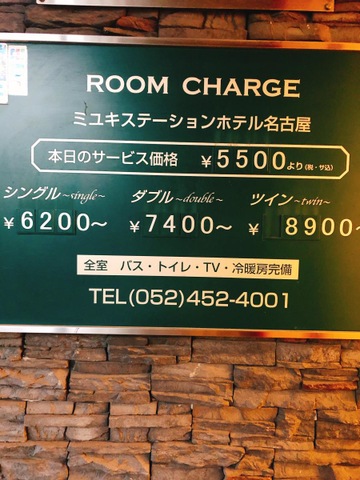 ROOM CHARGE
ミユキステーションホテル名古屋
本日のサービス価格 ¥5500より(税・サ込)
シングル~single~ ダブル~double~ ツイン~twin~
¥6200~ ¥7400~ ¥8900~
全室 バス・トイレ・TV・冷暖房完備
TEL(052)452-4001